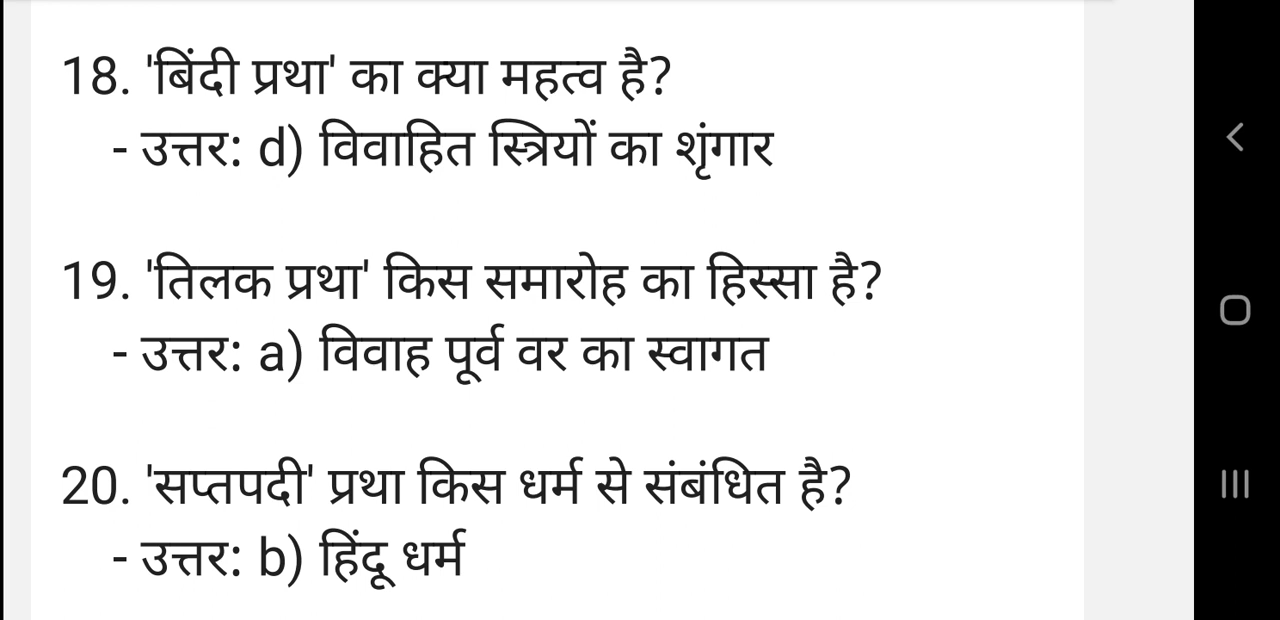 18. 'बिंदी प्रथा' का क्या महत्व है?
- उत्तर: d) विवाहित स्त्रियों का शृंगार
19. 'तिलक प्रथा' किस समारोह का हिस्सा है?
- उत्तर: a) विवाह पूर्व वर का स्वागत
20. 'सप्तपदी' प्रथा किस धर्म से संबंधित है?
- उत्तर: b) हिंदू धर्म